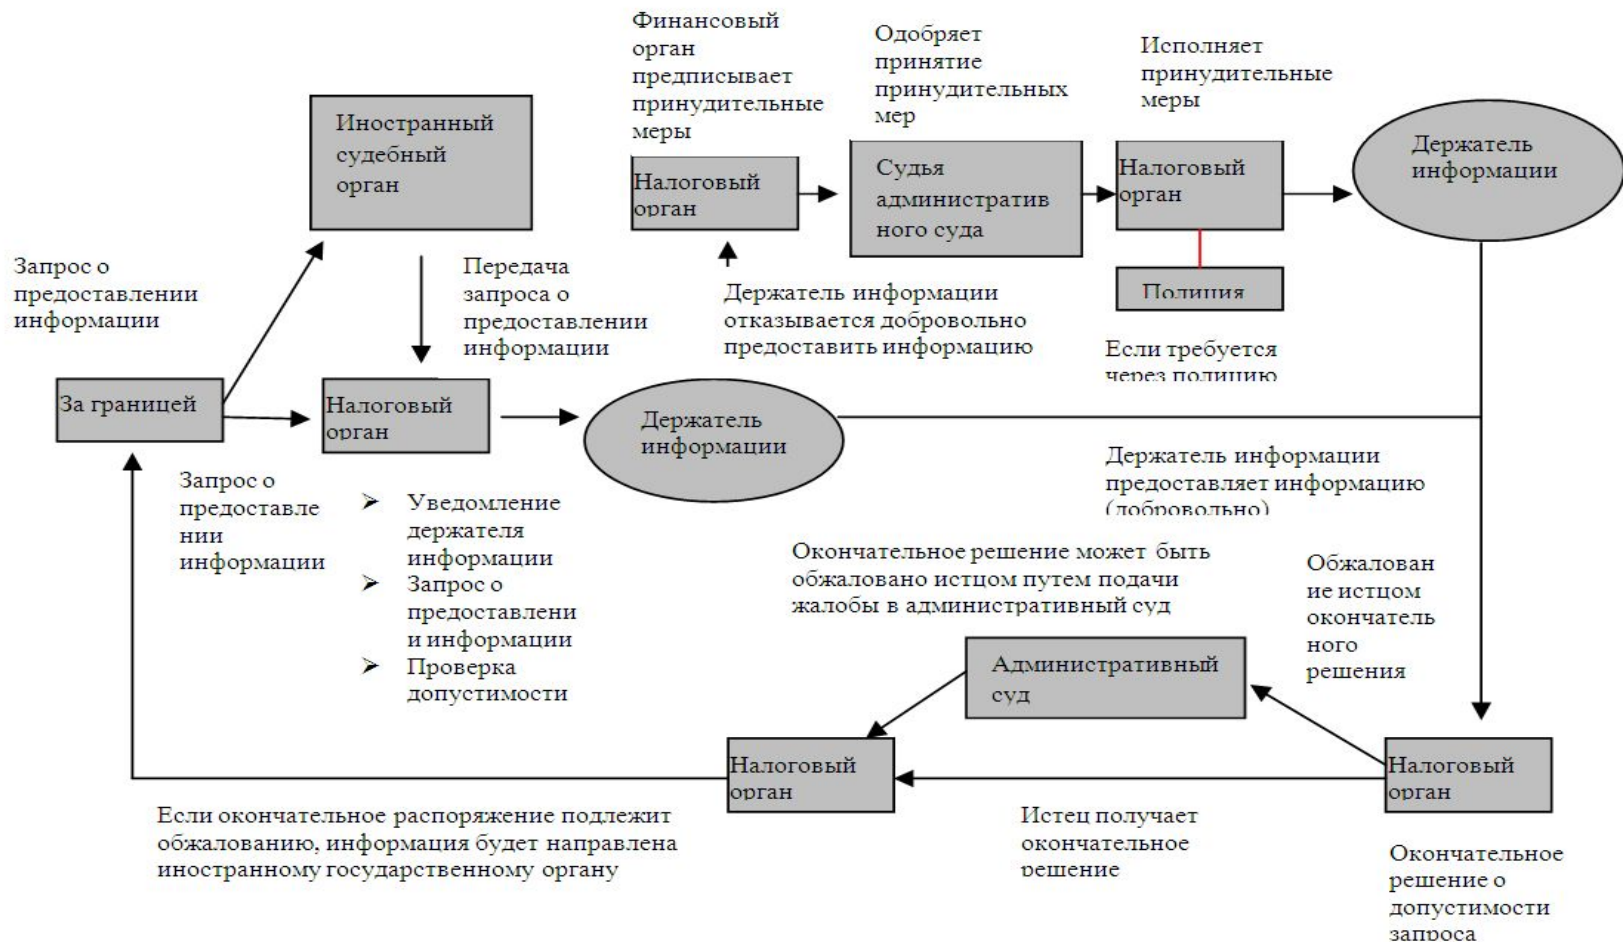 Финансовый
орган
предписывает
принудительные
меры
Одобряет
принятие
принудительных
мер
Исполняет
принудительные
меры
Иностранный
судебный
орган
Налоговый
орган
Судья
административ
ного суда
Налоговый
орган
Держатель
информации
Полиция
Если требуется
через полицию
Запрос о
предоставлении
информации
Передача
запроса о
предоставлении
информации
Держатель информации
отказывается добровольно
предоставить информацию
За границей
Налоговый
орган
Держатель
информации
Держатель информации
предоставляет информацию
(добровольно)
Запрос о
предоставле
нии
информации
➢ Уведомление
держателя
информации
➢ Запрос о
предоставлени
и информации
➢ Проверка
допустимости
Окончательное решение может быть
обжаловано истцом путем подачи
жалобы в административный суд
Обжалован
ие истцом
окончатель
ного
решения
Административный
суд
Налоговый
орган
Налоговый
орган
Если окончательное распоряжение подлежит
обжалованию, информация будет направлена
иностранному государственному органу
Истец получает
окончательное
решение
Окончательное
решение о
допустимости
запроса